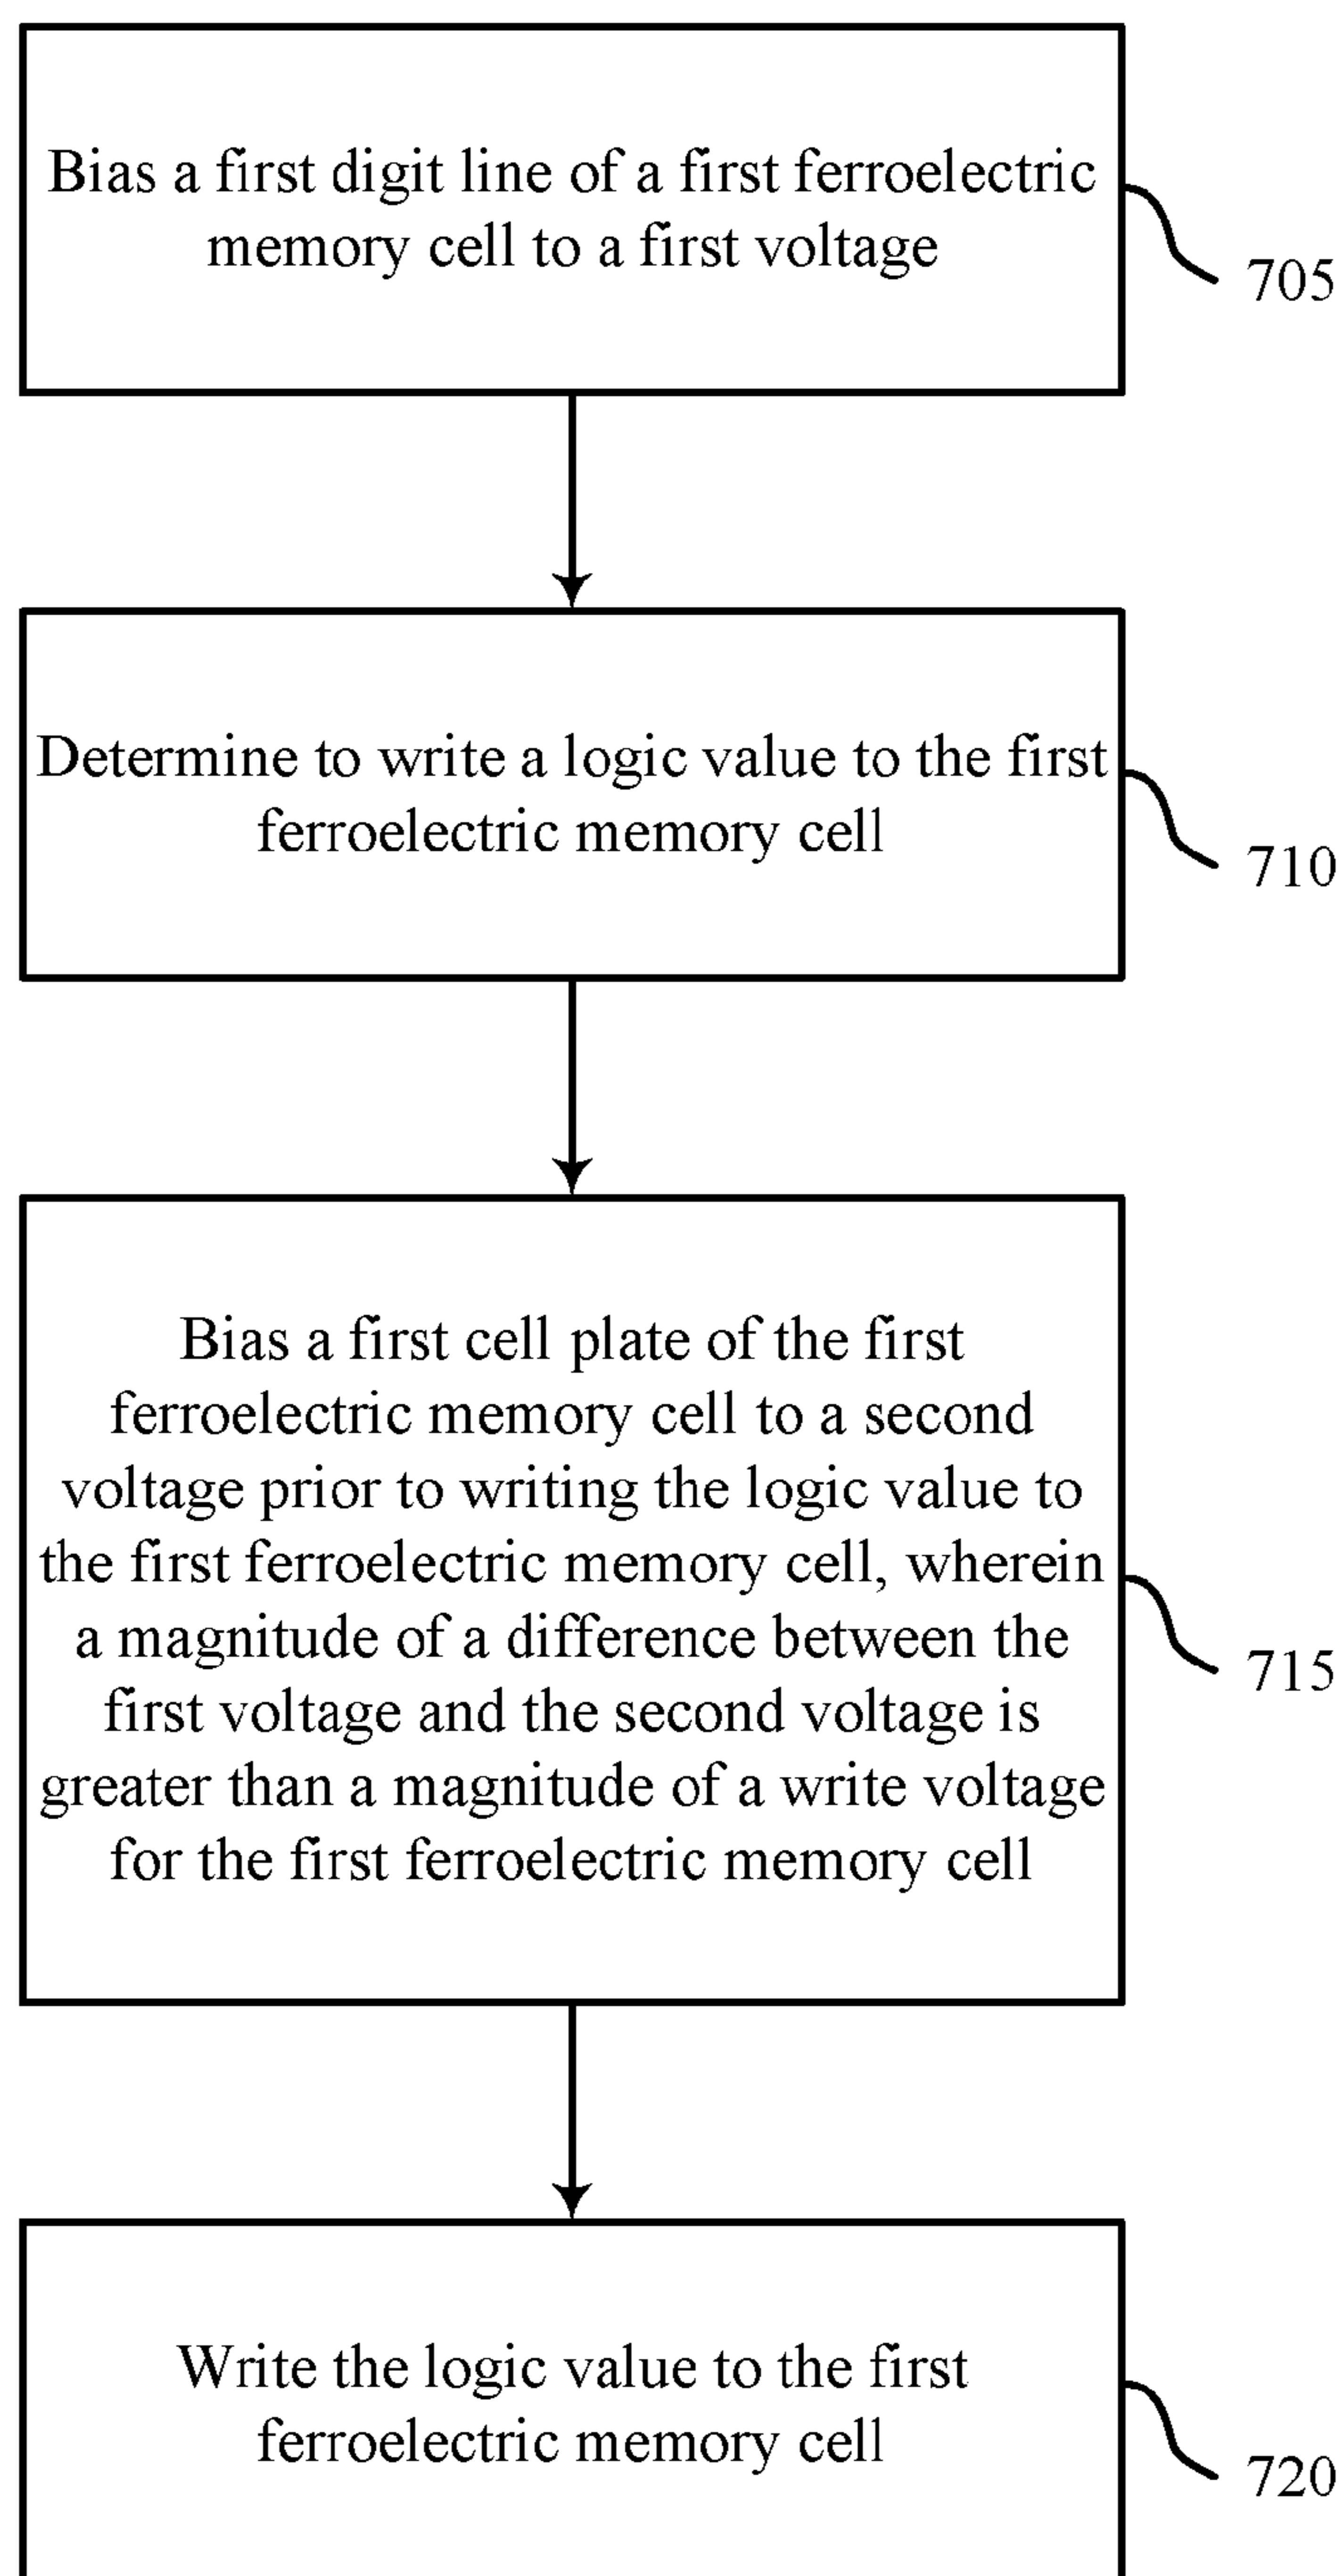 Bias a first digit line of a first ferroelectric
memory cell to a first voltage
705
Determine to write a logic value to the first
ferroelectric memory cell
710
Bias a first cell plate of the first
ferroelectric memory cell to a second
voltage prior to writing the logic value to
the first ferroelectric memory cell, wherein
a magnitude of a difference between the
first voltage and the second voltage is
greater than a magnitude of a write voltage
for the first ferroelectric memory cell
715
Write the logic value to the first
ferroelectric memory cell
720